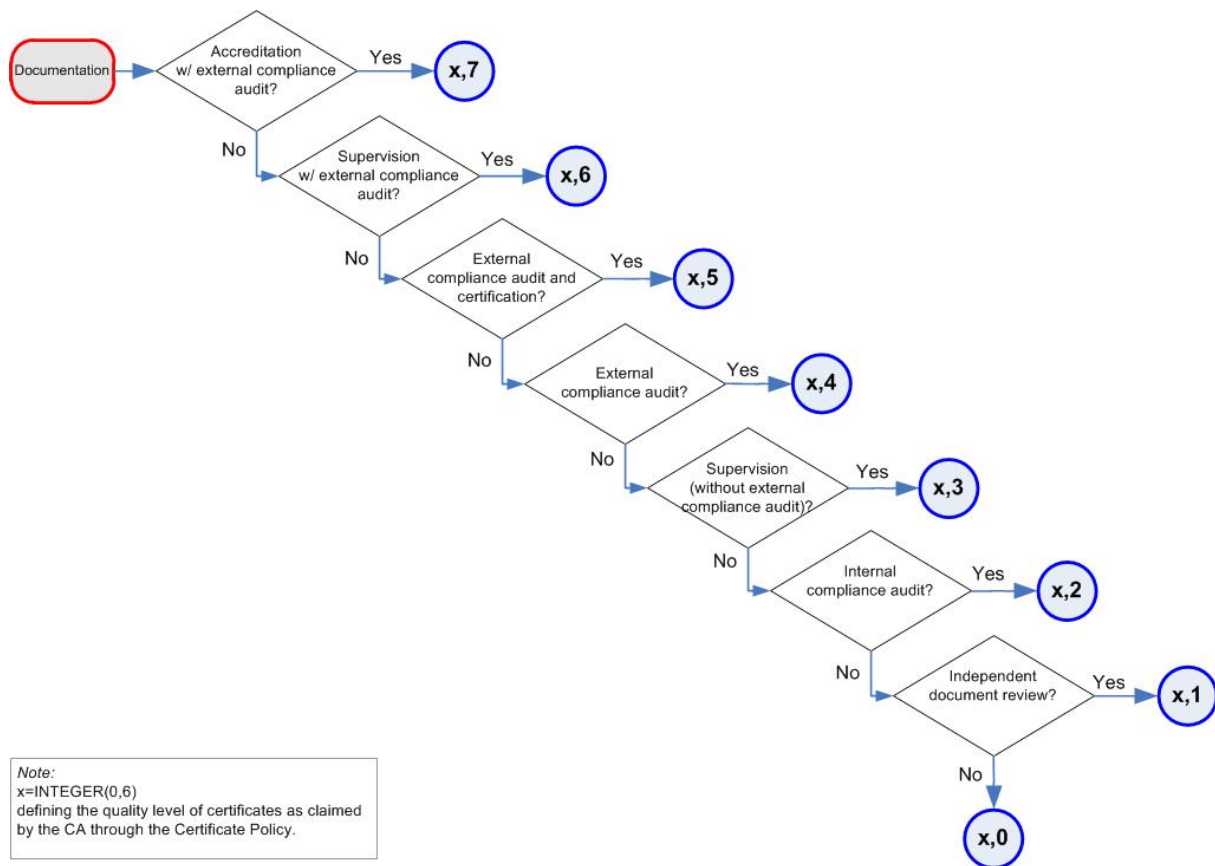 Documentation
Accreditation
w/ external compliance
audit?
Yes
x,7
No
Supervision
w/ external compliance
audit?
Yes
x,6
No
External
compliance audit and
certification?
Yes
x,5
No
External
compliance audit?
Yes
x,4
No
Supervision
(without external
compliance audit)?
Yes
x,3
No
Internal
compliance audit?
Yes
x,2
No
Independent
document review?
Yes
x,1
No
x,0
Note:
x=INTEGER(0,6)
defining the quality level of certificates as claimed
by the CA through the Certificate Policy.